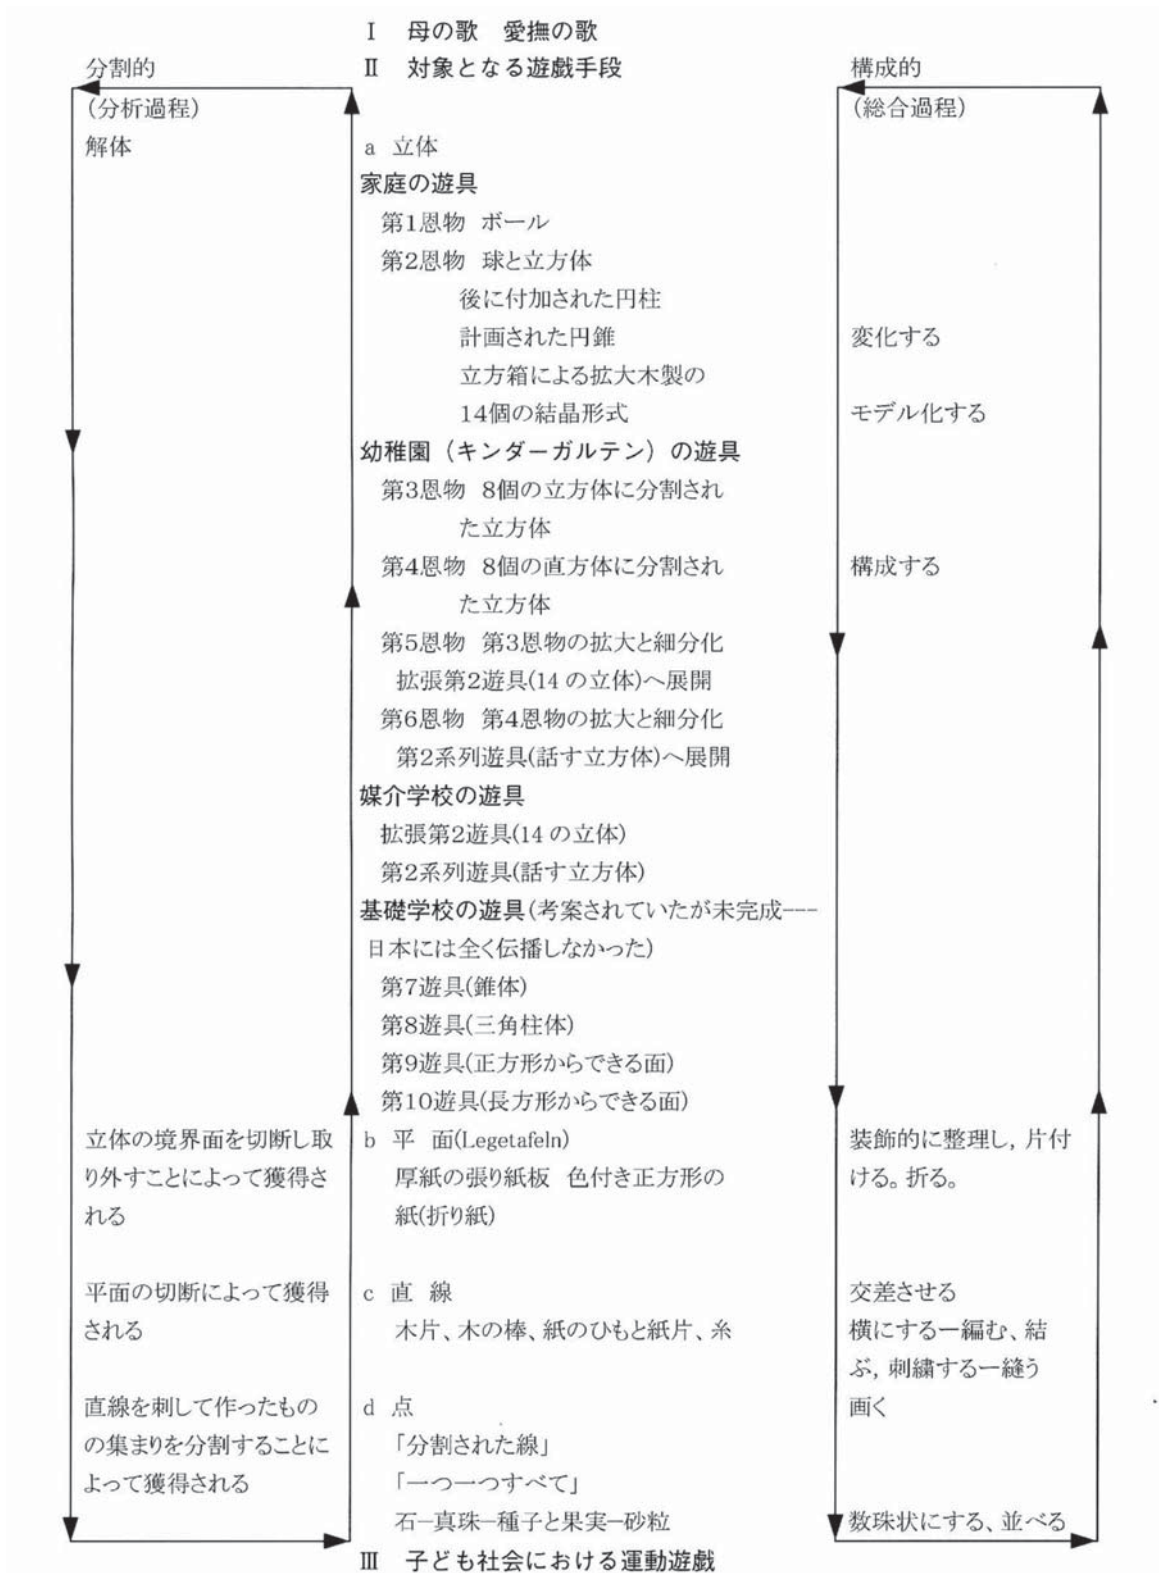 Ⅰ 母の歌 愛撫の歌
分割的
Ⅱ 対象となる遊戯手段
構成的
(分析過程)
(総合過程)
解体
a 立体
家庭の遊具
第1恩物 ボール
第2恩物 球と立方体
後に付加された円柱
計画された円錐
変化する
立方箱による拡大木製の
14個の結晶形式
モデル化する
幼稚園(キンダーガルテン)の遊具
第3恩物 8個の立方体に分割され
た立方体
第4恩物 8個の直方体に分割され
構成する
た立方体
第5恩物 第3恩物の拡大と細分化
拡張第2遊具(14の立体)へ展開
第6恩物 第4恩物の拡大と細分化
第2系列遊具(話す立方体)へ展開
媒介学校の遊具
拡張第2遊具(14の立体)
第2系列遊具(話す立方体)
基礎学校の遊具(考案されていたが未完成---
日本には全く伝播しなかった)
第7遊具(錐体)
第8遊具(三角柱体)
第9遊具(正方形からできる面)
第10遊具(長方形からできる面)
立体の境界面を切断し取
り外すことによって獲得さ
れる
b 平 面(Legetafeln)
厚紙の張り紙板 色付き正方形の
紙(折り紙)
装飾的に整理し,片付
ける。折る。
平面の切断によって獲得
される
c 直 線
木片、木の棒、紙のひもと紙片、糸
交差させる
横にするー編む、結
ぶ,刺繍するー縫う
直線を刺して作ったもの
の集まりを分割することに
よって獲得される
d 点
「分割された線」
「一つ一つすべて」
石−真珠−種子と果実−砂粒
画く
数珠状にする、並べる
Ⅲ 子ども社会における運動遊戯